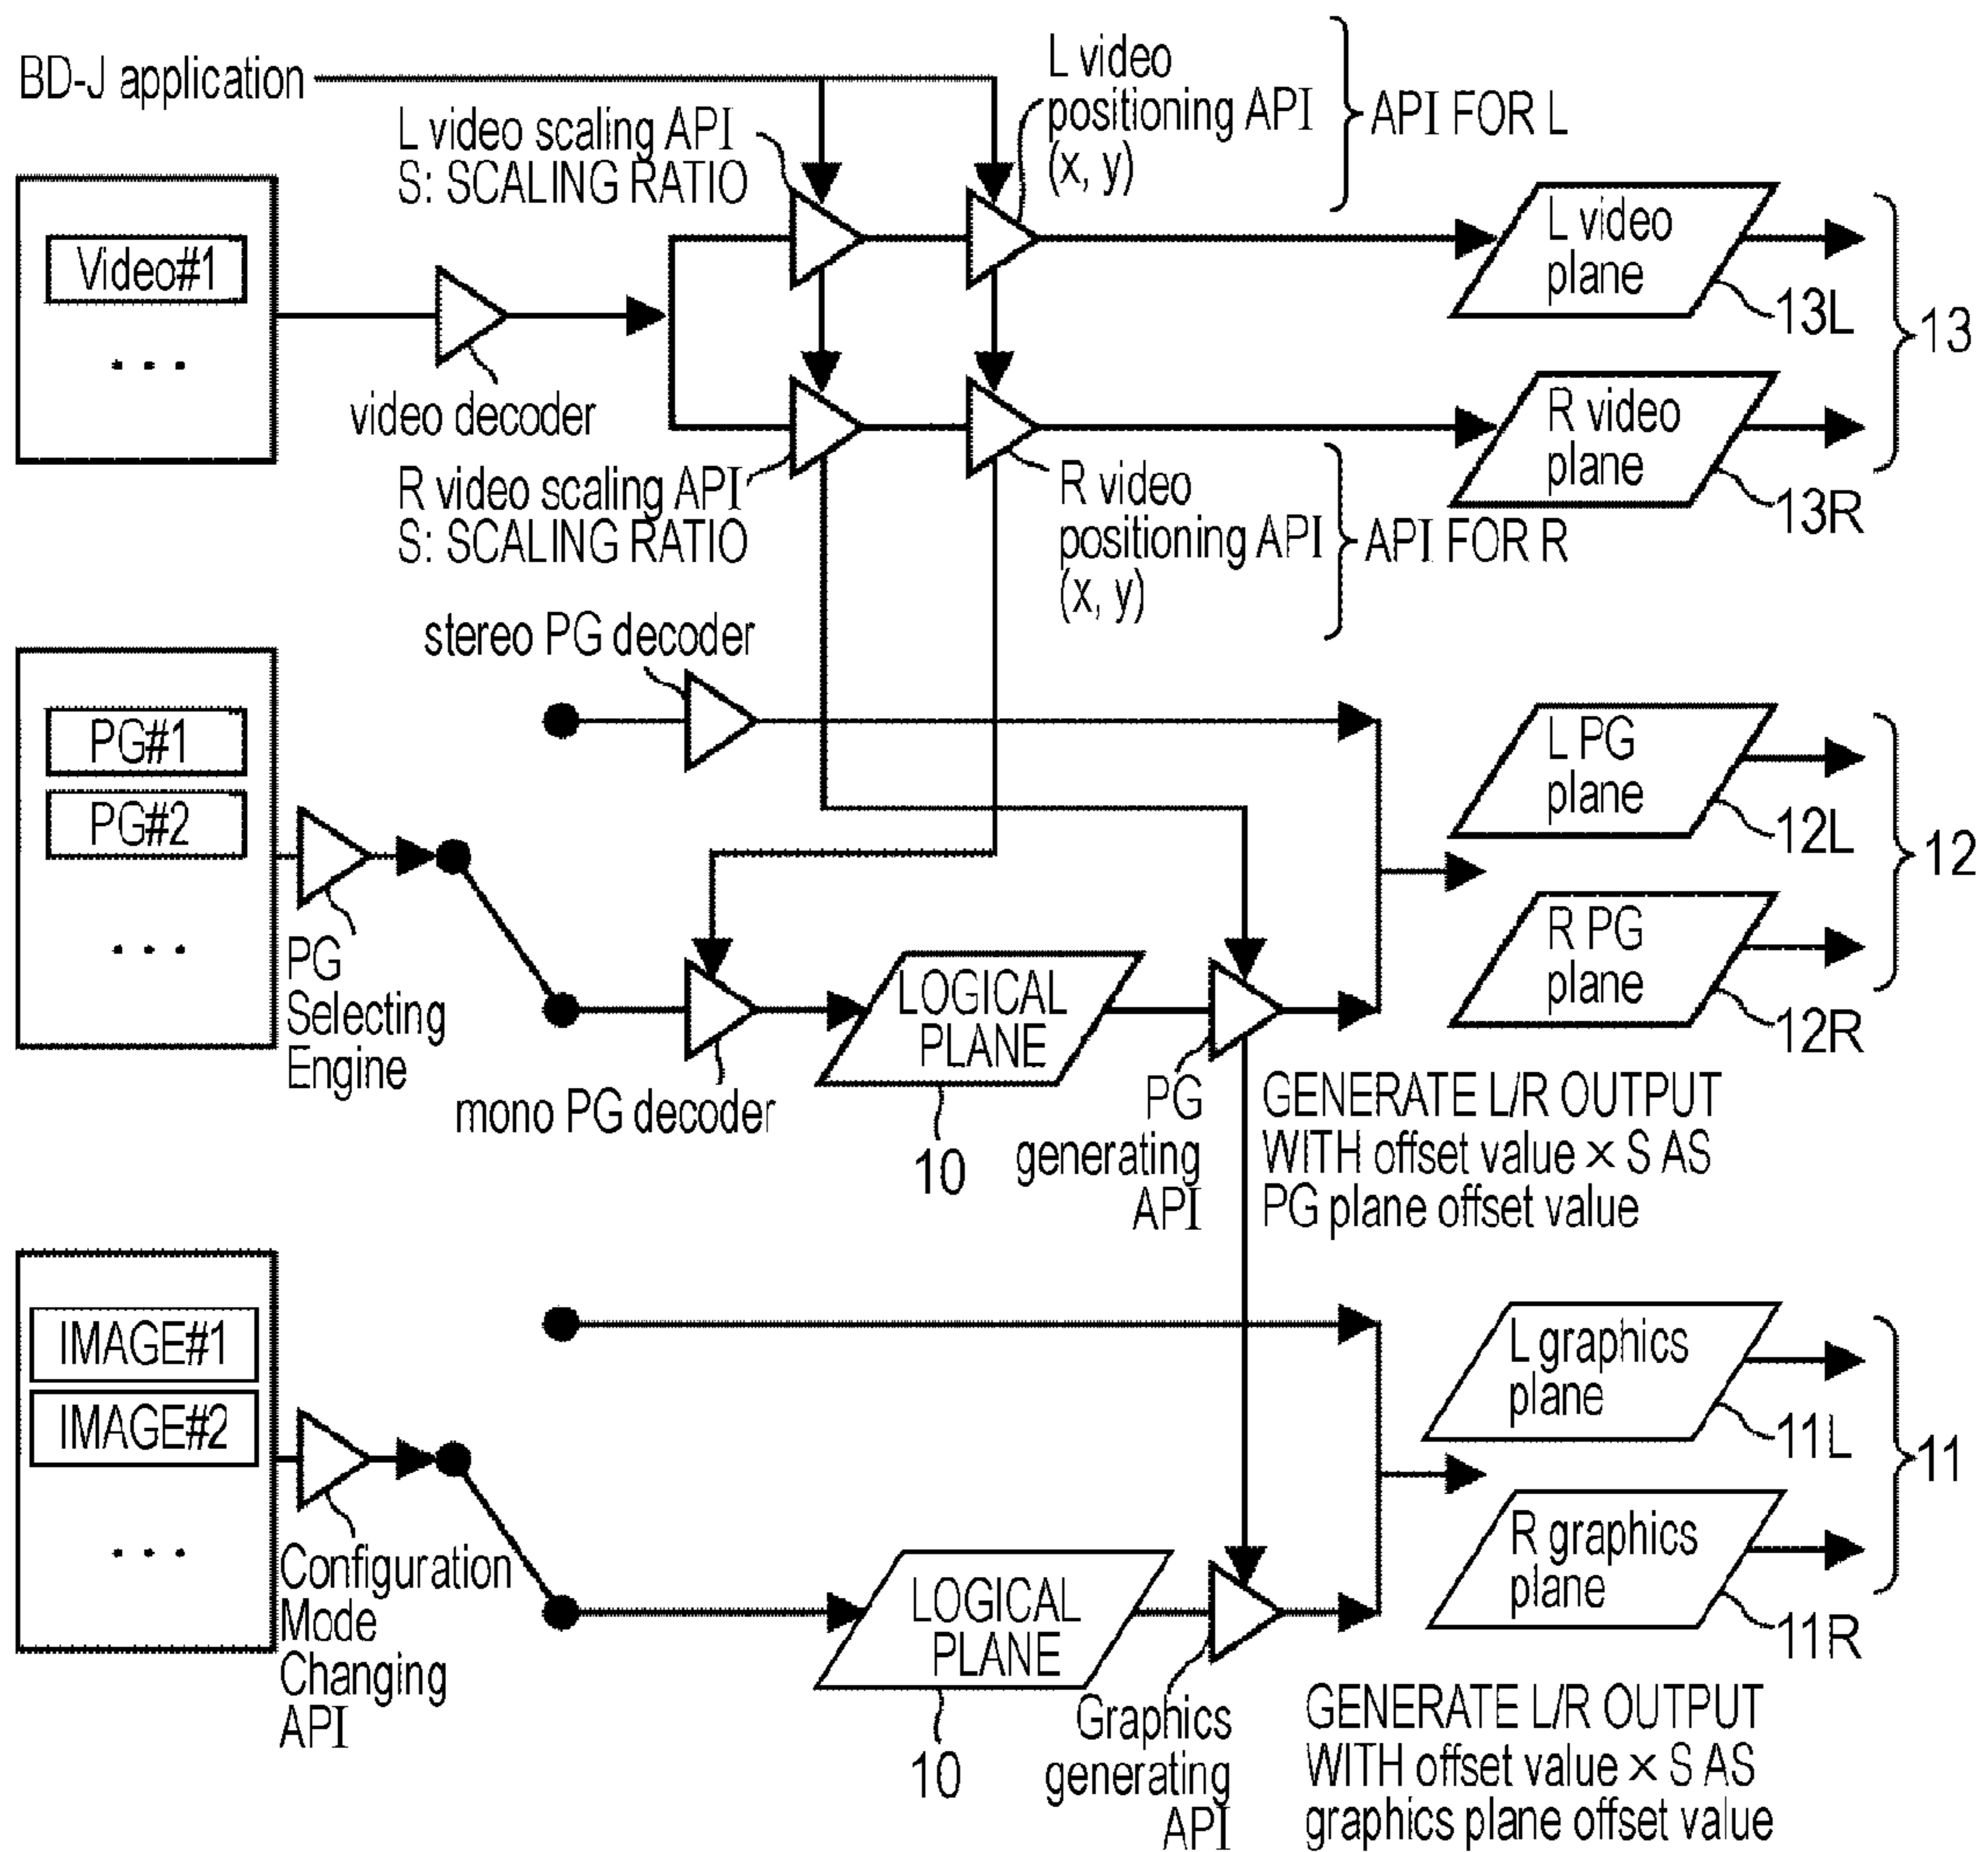 BD-J application
L video scaling API
S: SCALING RATIO
L video
positioning API
(x, y)
API FOR L
Video#1
. . .
video decoder
L video
plane
13L
13
R video scaling API
S: SCALING RATIO
R video
positioning API
(x, y)
API FOR R
R video
plane
13R
stereo PG decoder
PG#1
PG#2
. . .
PG
Selecting
Engine
mono PG decoder
LOGICAL
PLANE
10
PG
generating
API
L PG
plane
12L
12
R PG
plane
12R
GENERATE L/R OUTPUT
WITH offset value × S AS
PG plane offset value
IMAGE#1
IMAGE#2
. . .
Configuration
Mode
Changing
API
LOGICAL
PLANE
10
Graphics
generating
API
L graphics
plane
11L
11
R graphics
plane
11R
GENERATE L/R OUTPUT
WITH offset value × S AS
graphics plane offset value